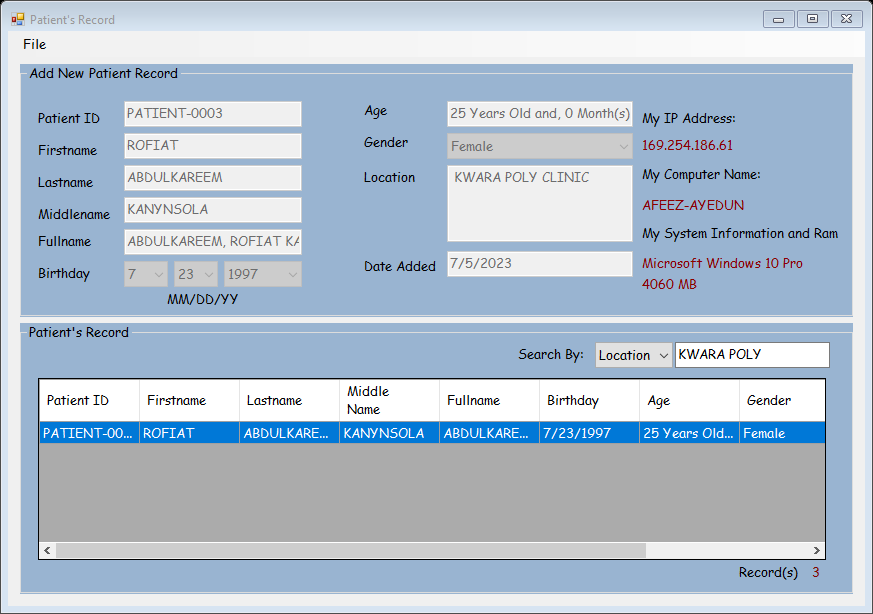 Patient's Record
File
Add New Patient Record
Patient ID PATIENT-0003
Firstname ROFIAT
Lastname ABDULKAREEM
Middlename KANYNSOLA
Fullname ABDULKAREEM, ROFIAT KA
Birthday 7 23 1997
MM/DD/YY
Age 25 Years Old and, 0 Month(s)
Gender Female
Location KWARA POLY CLINIC
Date Added 7/5/2023
My IP Address:
169.254.186.61
My Computer Name:
AFEEZ-AYEDUN
My System Information and Ram
Microsoft Windows 10 Pro
4060 MB
Patient's Record
Search By: Location KWARA POLY
Patient ID Firstname Lastname Middle Name Fullname Birthday Age Gender
PATIENT-00... ROFIAT ABDULKARE... KANYNSOLA ABDULKARE... 7/23/1997 25 Years Old... Female
Record(s) 3